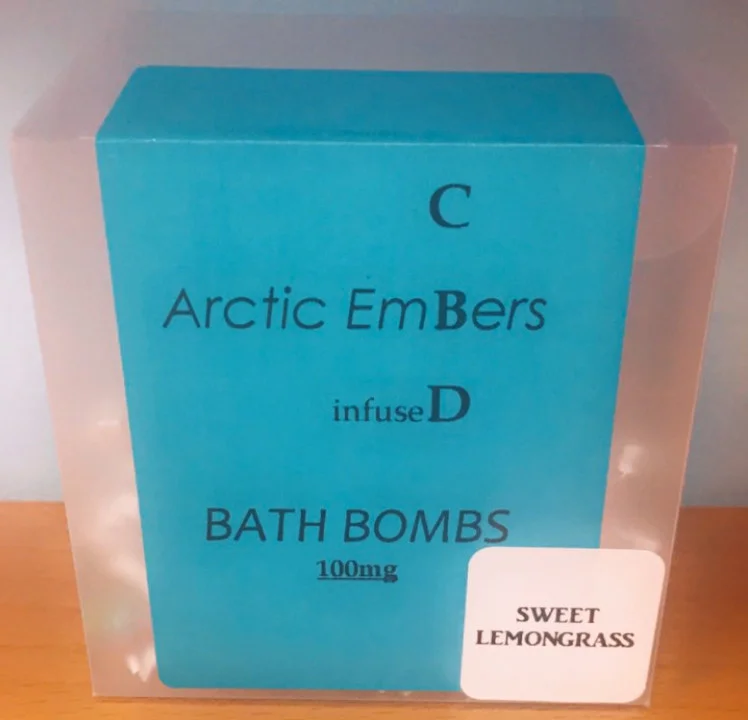 C
Arctic EmBers
infuseD
BATH BOMBS
100mg
SWEET
LEMONGRASS